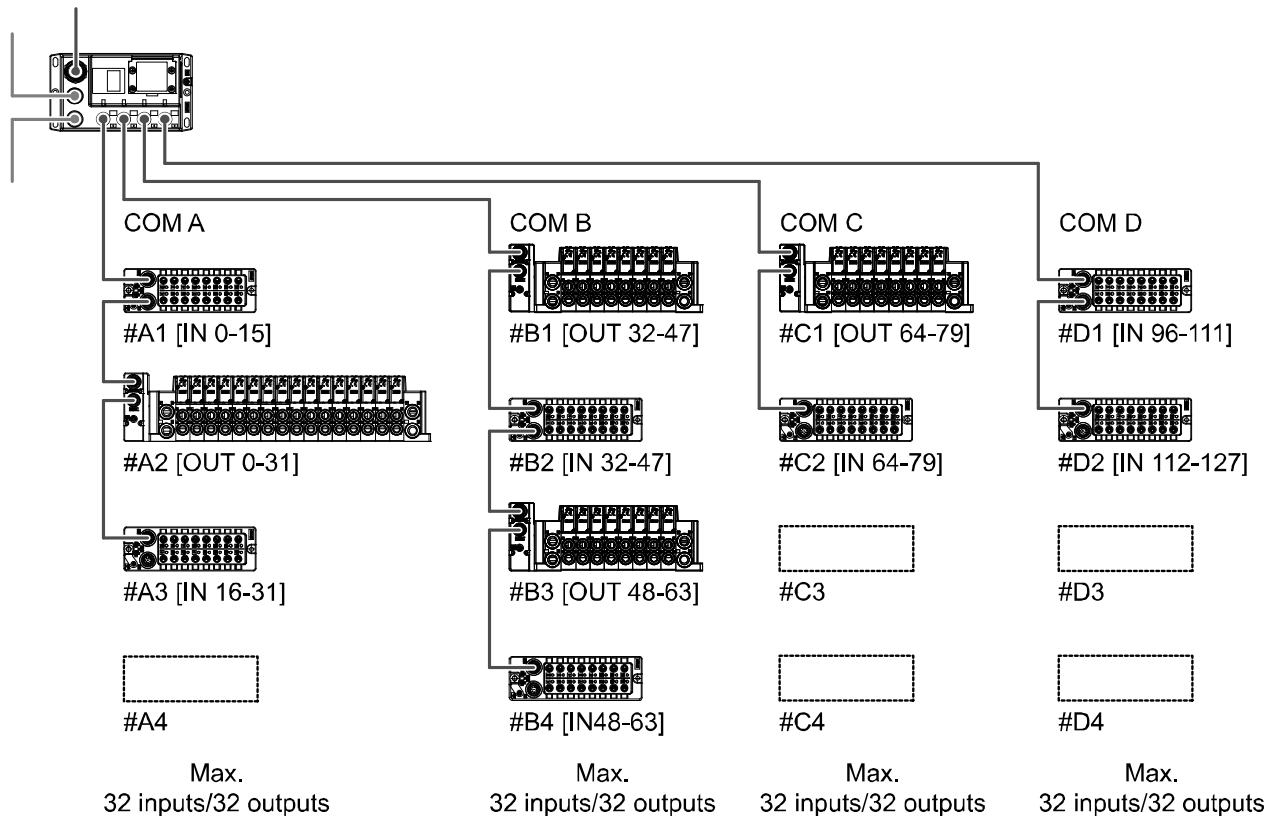 COM A
COM B
COM C
COM D
#A1 [IN 0-15]
#B1 [OUT 32-47]
#C1 [OUT 64-79]
#D1 [IN 96-111]
#A2 [OUT 0-31]
#B2 [IN 32-47]
#C2 [IN 64-79]
#D2 [IN 112-127]
#A3 [IN 16-31]
#B3 [OUT 48-63]
#C3
#D3
#A4
#B4 [IN48-63]
#C4
#D4
Max.
32 inputs/32 outputs
Max.
32 inputs/32 outputs
Max.
32 inputs/32 outputs
Max.
32 inputs/32 outputs